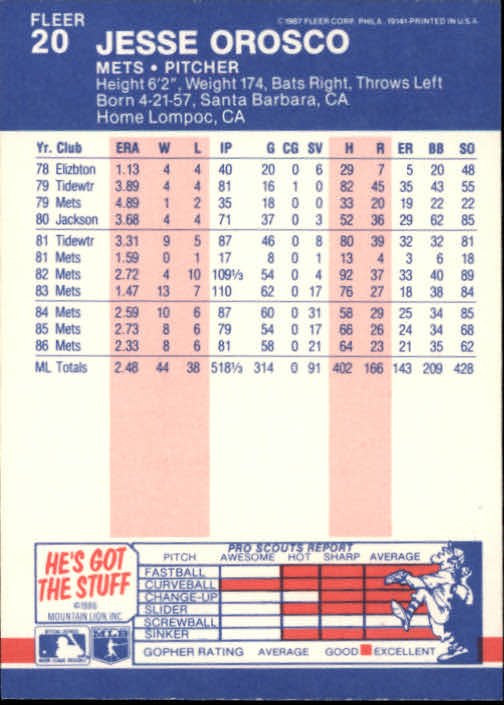 FLEER
20 JESSE OROSCO
©1987 FLEER CORP. PHILA. 19141-PRINTED IN U.S.A.
METS • PITCHER
Height 6'2", Weight 174, Bats Right, Throws Left
Born 4-21-57, Santa Barbara, CA
Home Lompoc, CA
Yr. Club ERA W L IP G CG SV H R ER BB SO
78 Elizbton 1.13 4 4 40 20 0 6 29 7 5 20 48
79 Tidewtr 3.89 4 4 81 16 1 0 82 45 35 43 55
79 Mets 4.89 1 2 35 18 0 0 33 20 19 22 22
80 Jackson 3.68 4 4 71 37 0 3 52 36 29 62 85
81 Tidewtr 3.31 9 5 87 46 0 8 80 39 32 32 81
81 Mets 1.59 0 1 17 8 0 1 13 4 3 6 18
82 Mets 2.72 4 10 109⅓ 54 0 4 92 37 33 40 89
83 Mets 1.47 13 7 110 62 0 17 76 27 18 38 84
84 Mets 2.59 10 6 87 60 0 31 58 29 25 34 85
85 Mets 2.73 8 6 79 54 0 17 66 26 24 34 68
86 Mets 2.33 8 6 81 58 0 21 64 23 21 35 62
ML Totals 2.48 44 38 518⅓ 314 0 91 402 166 143 209 428
HE'S GOT
THE STUFF
©1986
MOUNTAIN LION, INC
PRO SCOUTS REPORT
PITCH AWESOME HOT SHARP AVERAGE
FASTBALL
CURVEBALL
CHANGE-UP
SLIDER
SCREWBALL
SINKER
GOPHER RATING AVERAGE GOOD EXCELLENT